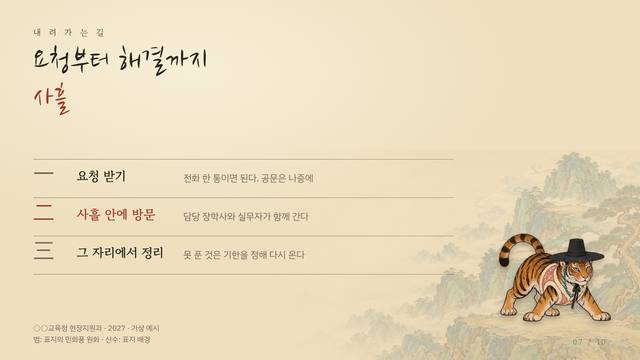 내려가는길
요청부터 해결까지
사흘
一 요청 받기 전화 한 통이면 된다. 공문은 나중에
二 사흘 안에 방문 담당 장학사와 실무자가 함께 간다
三 그 자리에서 정리 못 푼 것은 기한을 정해 다시 온다
○○교육청 현장지원과 · 2027 · 가상 예시
범: 표지의 민화풍 원화 · 산수: 표지 배경
07 / 10